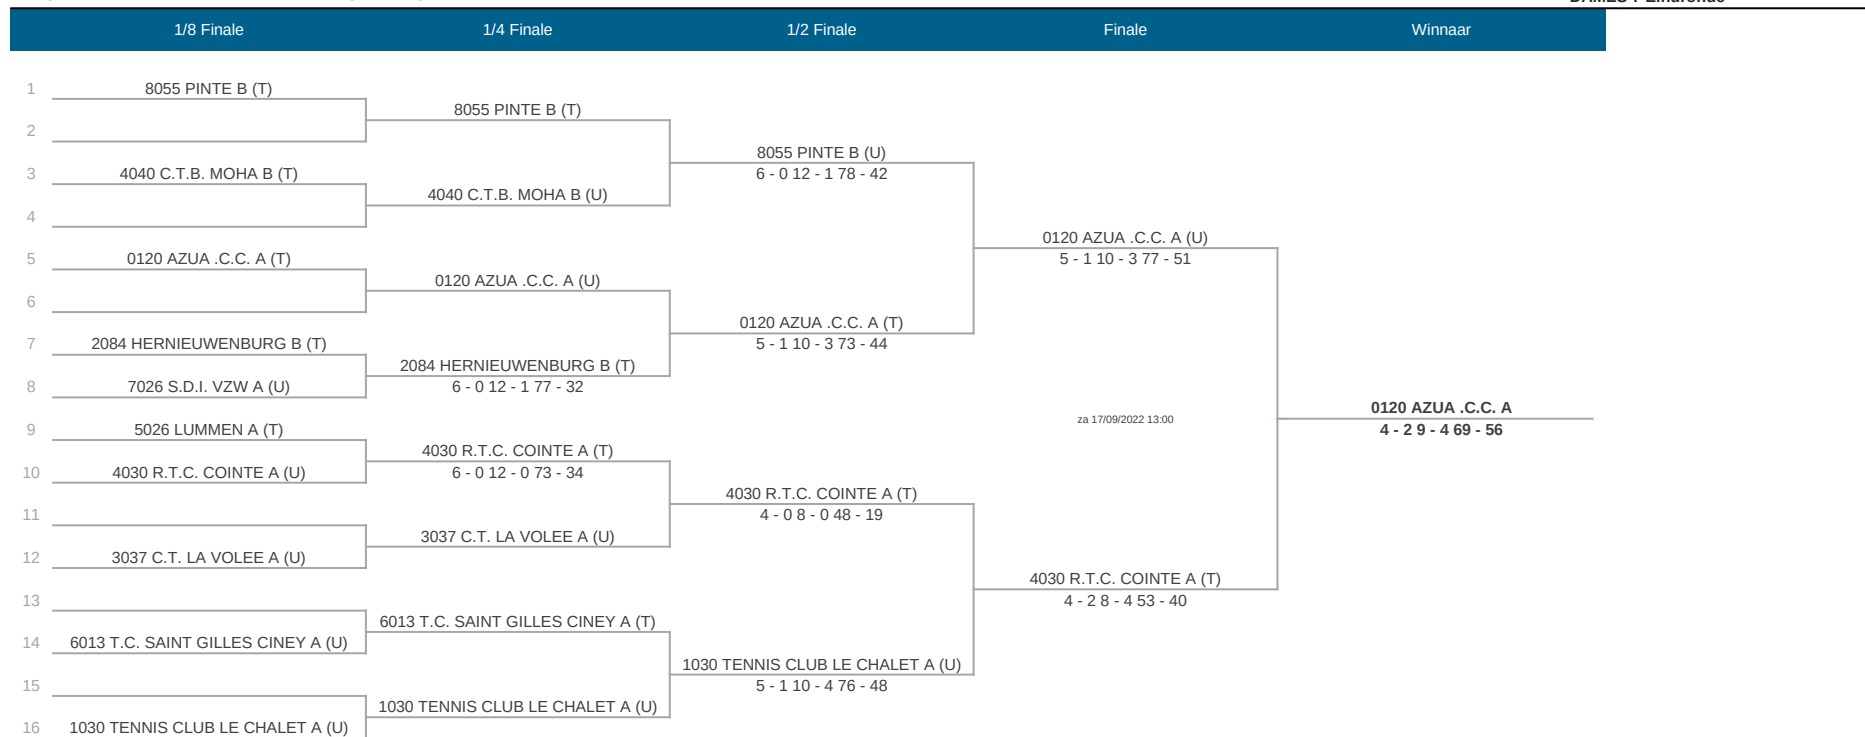 DAMES 7 Eindronde
1/8 Finale 1/4 Finale 1/2 Finale Finale Winnaar
1 8055 PINTE B (T)
8055 PINTE B (T)
2
8055 PINTE B (U)
3 4040 C.T.B. MOHA B (T)
6 - 0 12 - 1 78 - 42
4040 C.T.B. MOHA B (U)
4
0120 AZUA .C.C. A (U)
5 0120 AZUA .C.C. A (T)
5 - 1 10 - 3 77 - 51
0120 AZUA .C.C. A (U)
6
0120 AZUA .C.C. A (T)
7 2084 HERNIEUWENBURG B (T)
5 - 1 10 - 3 73 - 44
2084 HERNIEUWENBURG B (T)
8 7026 S.D.I. VZW A (U)
6 - 0 12 - 1 77 - 32
0120 AZUA .C.C. A
za 17/09/2022 13:00
9 5026 LUMMEN A (T)
4 - 2 9 - 4 69 - 56
4030 R.T.C. COINTE A (T)
10 4030 R.T.C. COINTE A (U)
6 - 0 12 - 0 73 - 34
4030 R.T.C. COINTE A (T)
11
4 - 0 8 - 0 48 - 19
3037 C.T. LA VOLEE A (U)
12 3037 C.T. LA VOLEE A (U)
4030 R.T.C. COINTE A (T)
13
4 - 2 8 - 4 53 - 40
6013 T.C. SAINT GILLES CINEY A (T)
14 6013 T.C. SAINT GILLES CINEY A (U)
1030 TENNIS CLUB LE CHALET A (U)
15
5 - 1 10 - 4 76 - 48
1030 TENNIS CLUB LE CHALET A (U)
16 1030 TENNIS CLUB LE CHALET A (U)